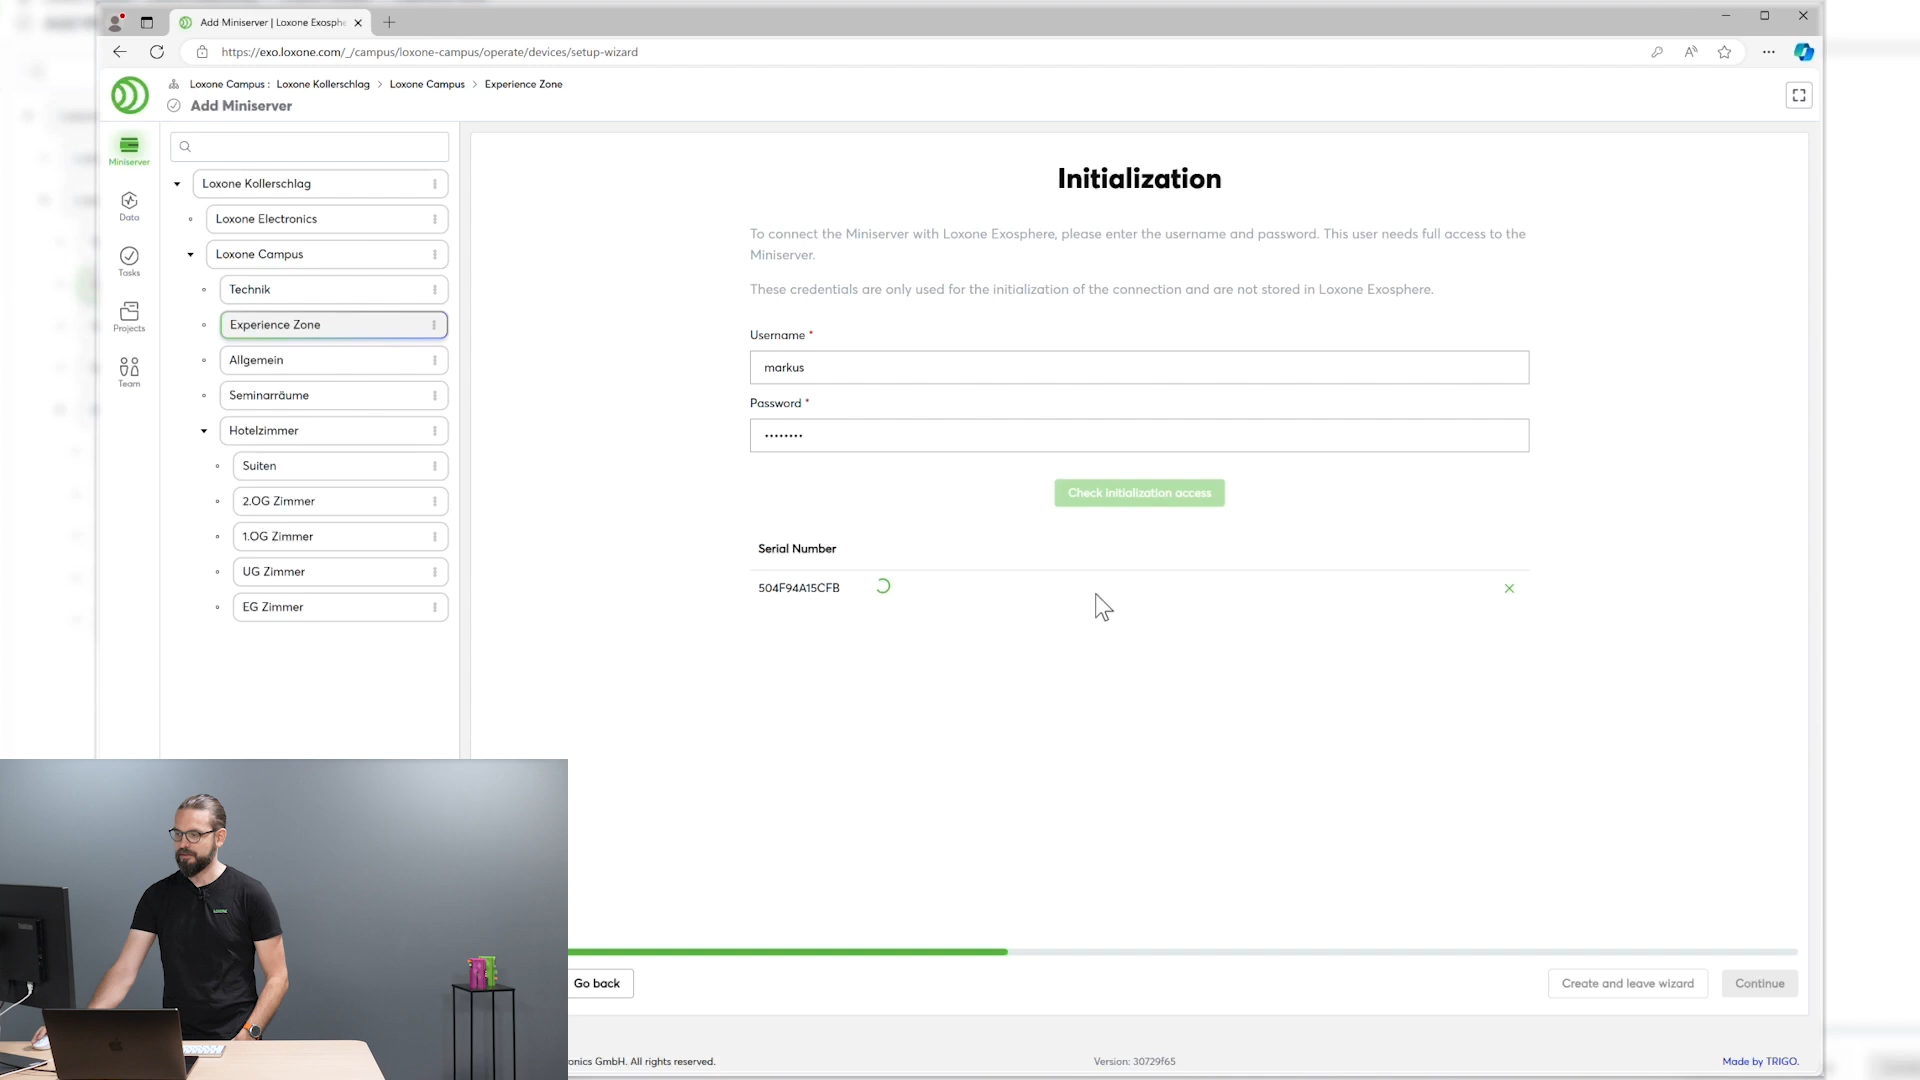 Add Miniserver | Loxone Exosphe
https://exo.loxone.com/_/campus/loxone-campus/operate/devices/setup-wizard
Loxone Campus : Loxone Kollerschlag > Loxone Campus > Experience Zone
Add Miniserver
Miniserver
Data
Tasks
Projects
Team
Loxone Kollerschlag
Loxone Electronics
Loxone Campus
Technik
Experience Zone
Allgemein
Seminarräume
Hotelzimmer
Suiten
2.OG Zimmer
1.OG Zimmer
UG Zimmer
EG Zimmer
Initialization
To connect the Miniserver with Loxone Exosphere, please enter the username and password. This user needs full access to the
Miniserver.
These credentials are only used for the initialization of the connection and are not stored in Loxone Exosphere.
Username *
markus
Password *
••••••••
Check initialization access
Serial Number
504F94A15CFB
Go back
Create and leave wizard
Continue
onics GmbH. All rights reserved.
Version: 30729f65
Made by TRIGO.